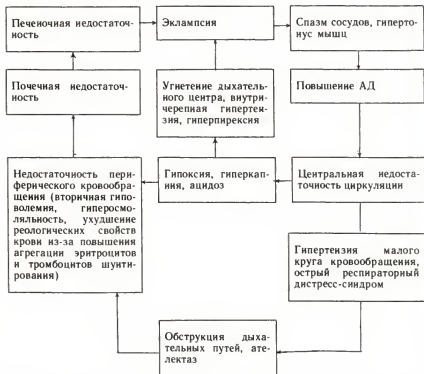 Печеночная недостаточ-
ность
Эклампсия
Спазм сосудов, гиперто-
нус мышц
Почечная недостаточ-
ность
Угнетение дыхатель-
ного центра, внутри-
черепная гипертен-
зия, гиперпирексия
Повышение АД
Недостаточность пери-
ферического кровообра-
щения (вторичная гипо-
волемия, гиперосмо-
ляльность, ухудшение
реологических свойств
крови из-за повышения
агрегации эритроцитов
и тромбоцитов шунти-
рования)
Гипоксия, гиперкап-
ния, ацидоз
Центральная недоста-
точность циркуляции
Гипертензия малого
круга кровообращения,
острый респираторный
дистресс-синдром
Обструкция дыха-
тельных путей, ате-
лектаз